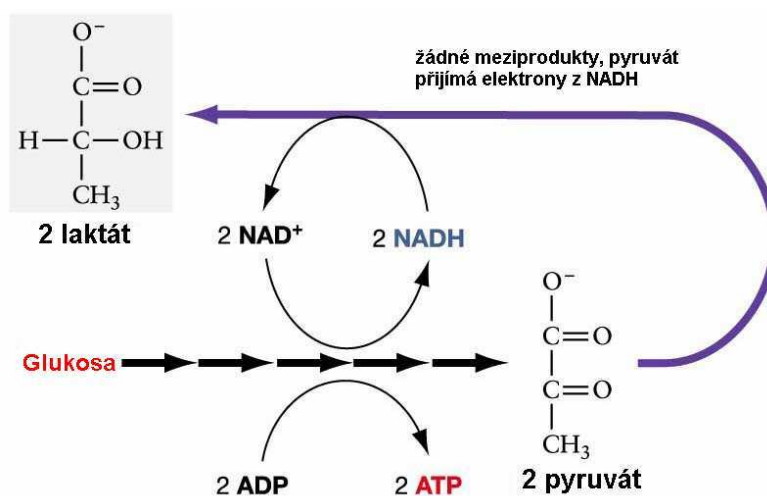 O⁻
C=O
H—C—OH
CH₃
2 laktát
žádné meziprodukty, pyruvát
přijímá elektrony z NADH
2 NAD⁺
2 NADH
Glukosa
O⁻
C=O
C=O
CH₃
2 ADP
2 ATP
2 pyruvát